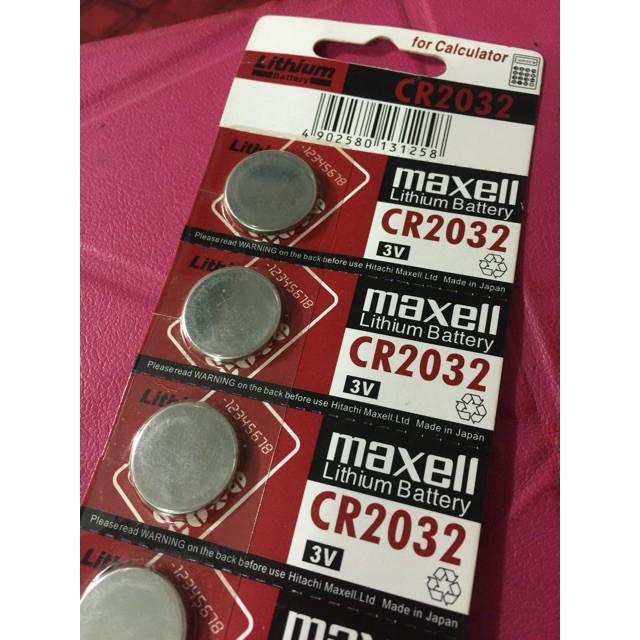 for Calculator
Lithium
Battery
CR2032
4 902580 131258
12345678
maxell
Lithium Battery
CR2032
3V
Please read WARNING on the back before use Hitachi Maxell.Ltd Made in Japan
12345678
maxell
Lithium Battery
CR2032
3V
Please read WARNING on the back before use Hitachi Maxell.Ltd Made in Japan
12345678
maxell
Lithium Battery
CR2032
3V
Please read WARNING on the back before use Hitachi Maxell.Ltd Made in Japan
12345678